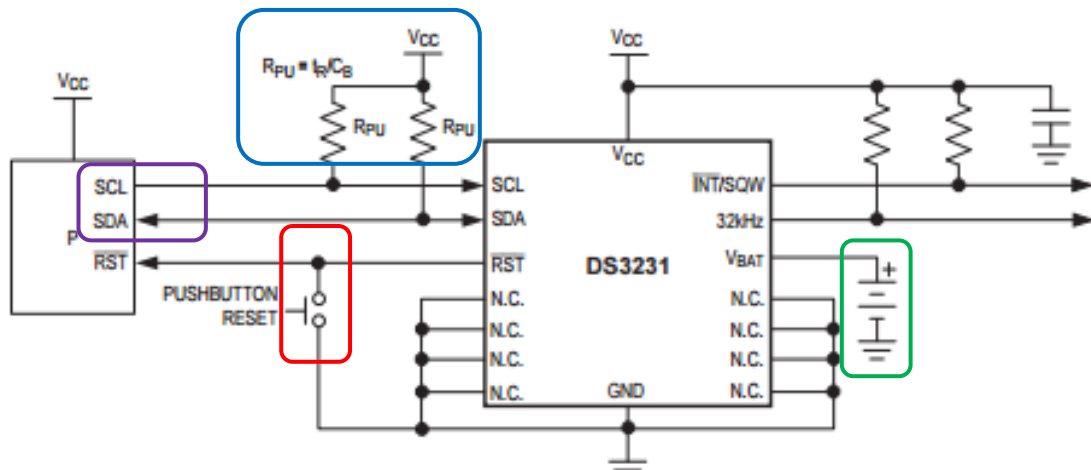 VCC
RPU = tR/CB
VCC
RPU
RPU
VCC
VCC
SCL
SDA
P
RST
PUSHBUTTON
RESET
SCL
SDA
RST
N.C.
N.C.
N.C.
N.C.
DS3231
GND
INT/SQW
32kHz
VBAT
N.C.
N.C.
N.C.
N.C.
+